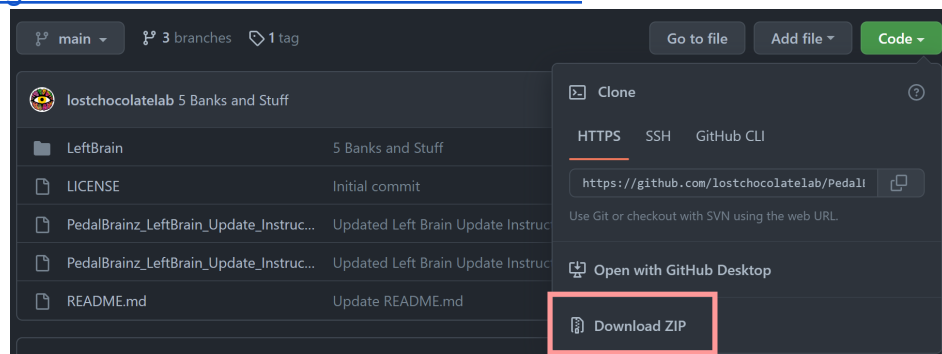 main 3 branches 1 tag Go to file Add file Code
lostchocolatelab 5 Banks and Stuff
LeftBrain 5 Banks and Stuff
LICENSE Initial commit
PedalBrainz_LeftBrain_Update_Instruc... Updated Left Brain Update Instruc
PedalBrainz_LeftBrain_Update_Instruc... Updated Left Brain Update Instruc
README.md Update README.md
Clone
HTTPS SSH GitHub CLI
https://github.com/lostchocolatelab/Pedal
Use Git or checkout with SVN using the web URL.
Open with GitHub Desktop
Download ZIP